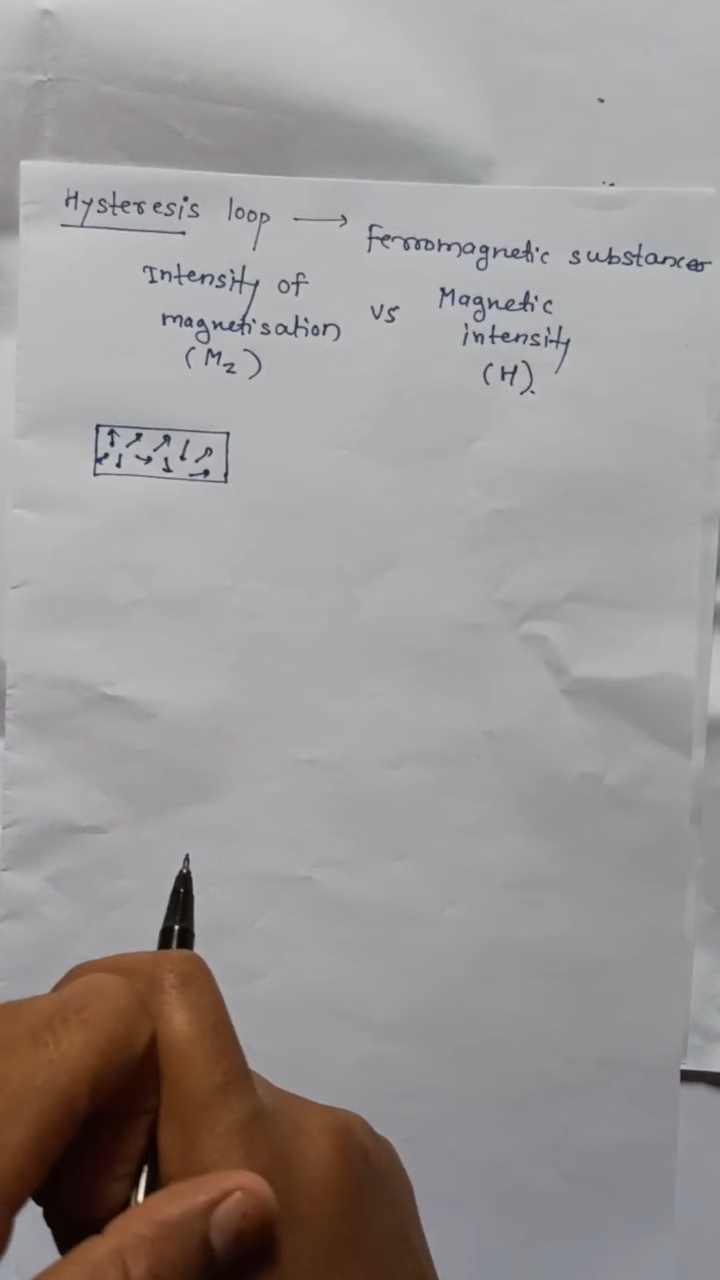 Hysteresis loop → Ferromagnetic substances
Intensity of magnetisation (Mz) vs Magnetic intensity (H).